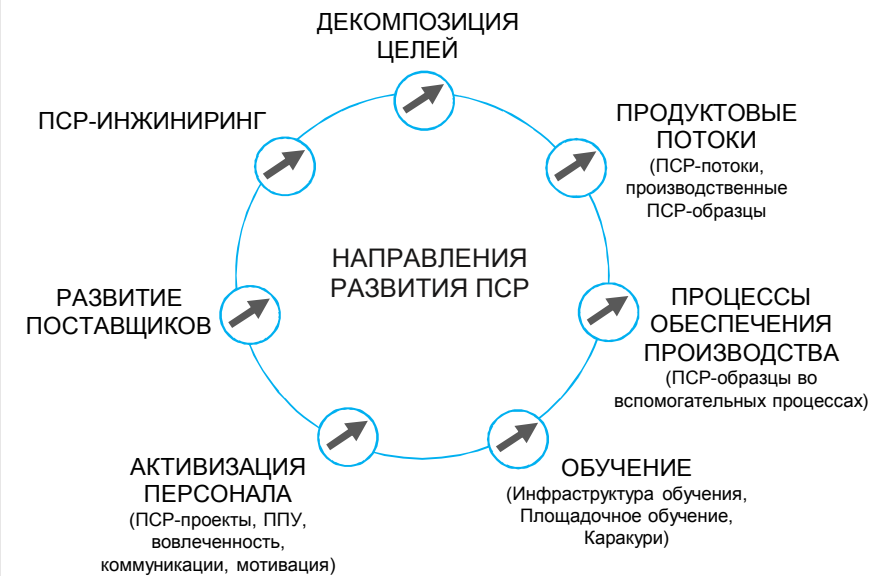 ДЕКОМПОЗИЦИЯ
ЦЕЛЕЙ
ПРОДУКТОВЫЕ
ПОТОКИ
(ПСР-потоки,
производственные
ПСР-образцы
ПРОЦЕССЫ
ОБЕСПЕЧЕНИЯ
ПРОИЗВОДСТВА
(ПСР-образцы во
вспомогательных процессах)
ОБУЧЕНИЕ
(Инфраструктура обучения,
Площадочное обучение,
Каракури)
АКТИВИЗАЦИЯ
ПЕРСОНАЛА
(ПСР-проекты, ППУ,
вовлеченность,
коммуникации, мотивация)
РАЗВИТИЕ
ПОСТАВЩИКОВ
ПСР-ИНЖИНИРИНГ
НАПРАВЛЕНИЯ
РАЗВИТИЯ ПСР